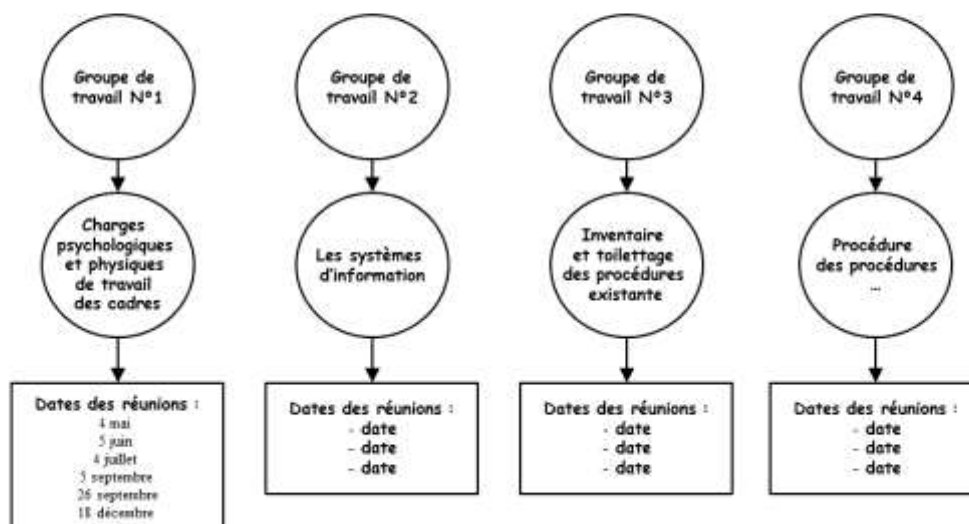 Groupe de
travail N°1
Groupe de
travail N°2
Groupe de
travail N°3
Groupe de
travail N°4
Charges
psychologiques
et physiques
de travail
des cadres
Les systèmes
d'information
Inventaire
et toilettage
des procédures
existante
Procédure
des procédures
...
Dates des réunions :
4 mai
5 juin
4 juillet
5 septembre
26 septembre
18 décembre
Dates des réunions :
- date
- date
- date
Dates des réunions :
- date
- date
- date
Dates des réunions :
- date
- date
- date